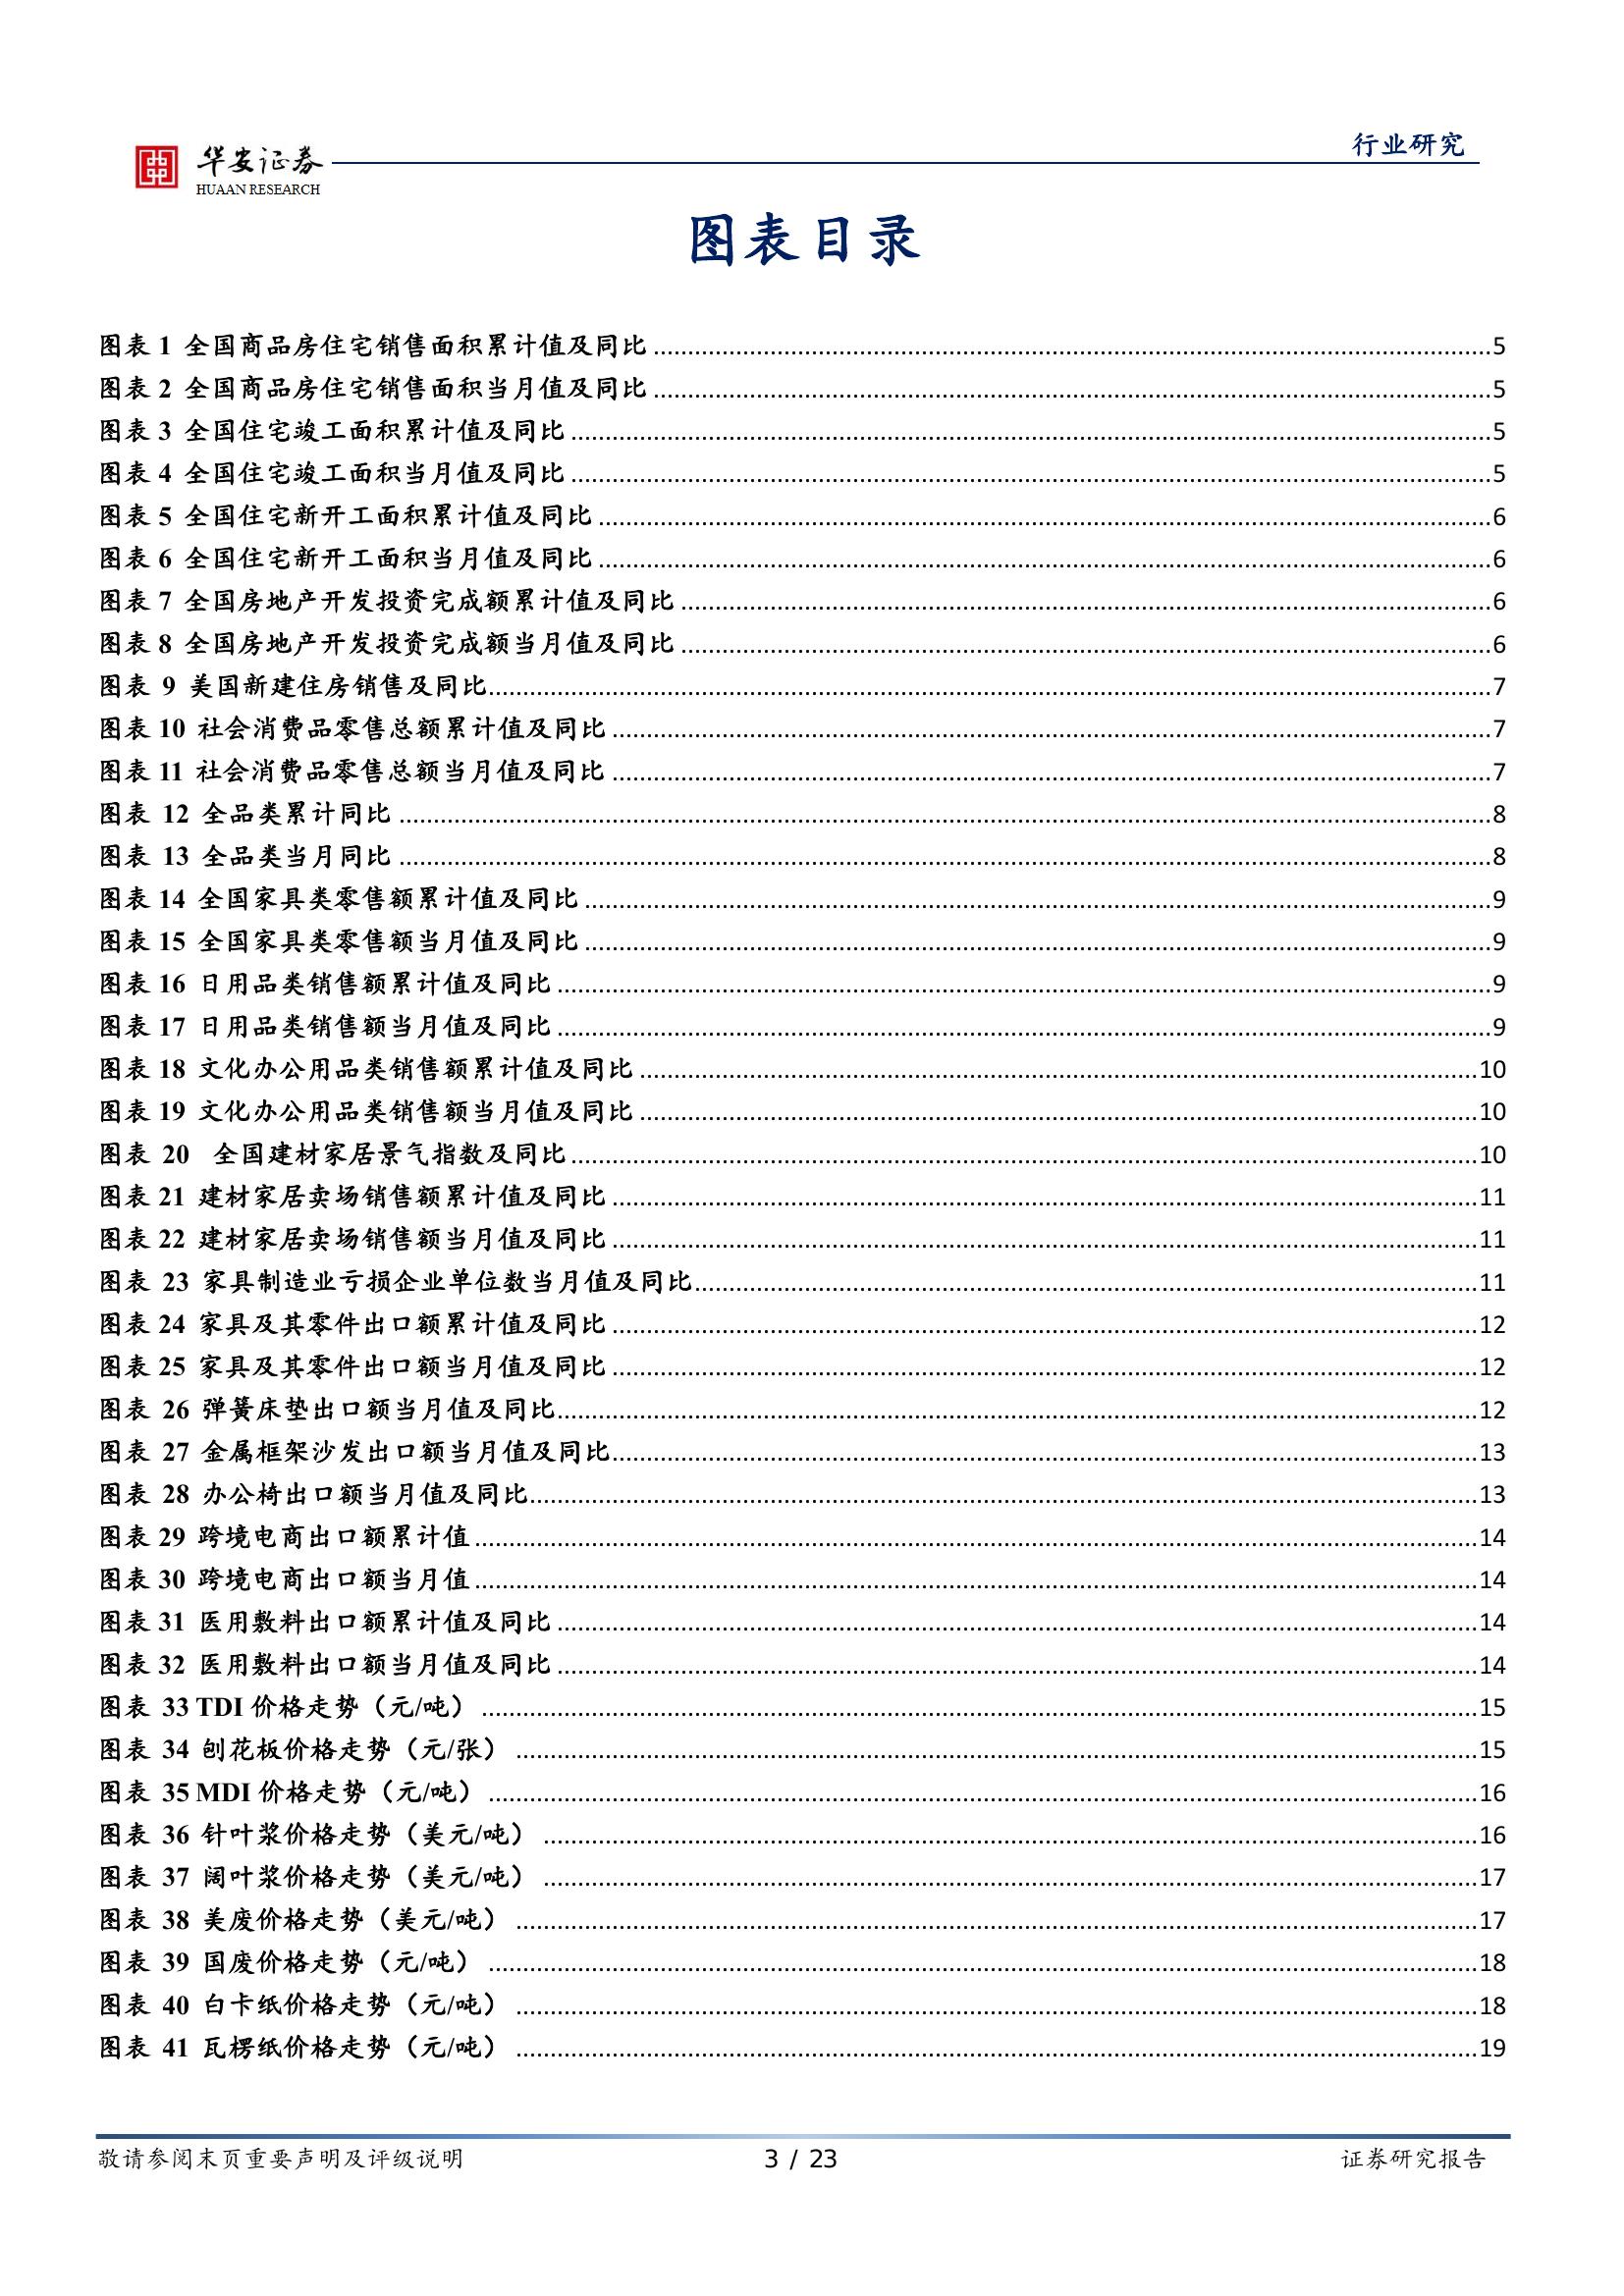 华安证券
HUAAN RESEARCH
行业研究
图表目录
图表 1 全国商品房住宅销售面积累计值及同比 5
图表 2 全国商品房住宅销售面积当月值及同比 5
图表 3 全国住宅竣工面积累计值及同比 5
图表 4 全国住宅竣工面积当月值及同比 5
图表 5 全国住宅新开工面积累计值及同比 6
图表 6 全国住宅新开工面积当月值及同比 6
图表 7 全国房地产开发投资完成额累计值及同比 6
图表 8 全国房地产开发投资完成额当月值及同比 6
图表 9 美国新建住房销售及同比 7
图表 10 社会消费品零售总额累计值及同比 7
图表 11 社会消费品零售总额当月值及同比 7
图表 12 全品类累计同比 8
图表 13 全品类当月同比 8
图表 14 全国家具类零售额累计值及同比 9
图表 15 全国家具类零售额当月值及同比 9
图表 16 日用品类销售额累计值及同比 9
图表 17 日用品类销售额当月值及同比 9
图表 18 文化办公用品类销售额累计值及同比 10
图表 19 文化办公用品类销售额当月值及同比 10
图表 20 全国建材家居景气指数及同比 10
图表 21 建材家居卖场销售额累计值及同比 11
图表 22 建材家居卖场销售额当月值及同比 11
图表 23 家具制造业亏损企业单位数当月值及同比 11
图表 24 家具及其零件出口额累计值及同比 12
图表 25 家具及其零件出口额当月值及同比 12
图表 26 弹簧床垫出口额当月值及同比 12
图表 27 金属框架沙发出口额当月值及同比 13
图表 28 办公椅出口额当月值及同比 13
图表 29 跨境电商出口额累计值 14
图表 30 跨境电商出口额当月值 14
图表 31 医用敷料出口额累计值及同比 14
图表 32 医用敷料出口额当月值及同比 14
图表 33 TDI 价格走势（元/吨） 15
图表 34 刨花板价格走势（元/张） 15
图表 35 MDI 价格走势（元/吨） 16
图表 36 针叶浆价格走势（美元/吨） 16
图表 37 阔叶浆价格走势（美元/吨） 17
图表 38 美废价格走势（美元/吨） 17
图表 39 国废价格走势（元/吨） 18
图表 40 白卡纸价格走势（元/吨） 18
图表 41 瓦楞纸价格走势（元/吨） 19
敬请参阅末页重要声明及评级说明
3 / 23
证券研究报告